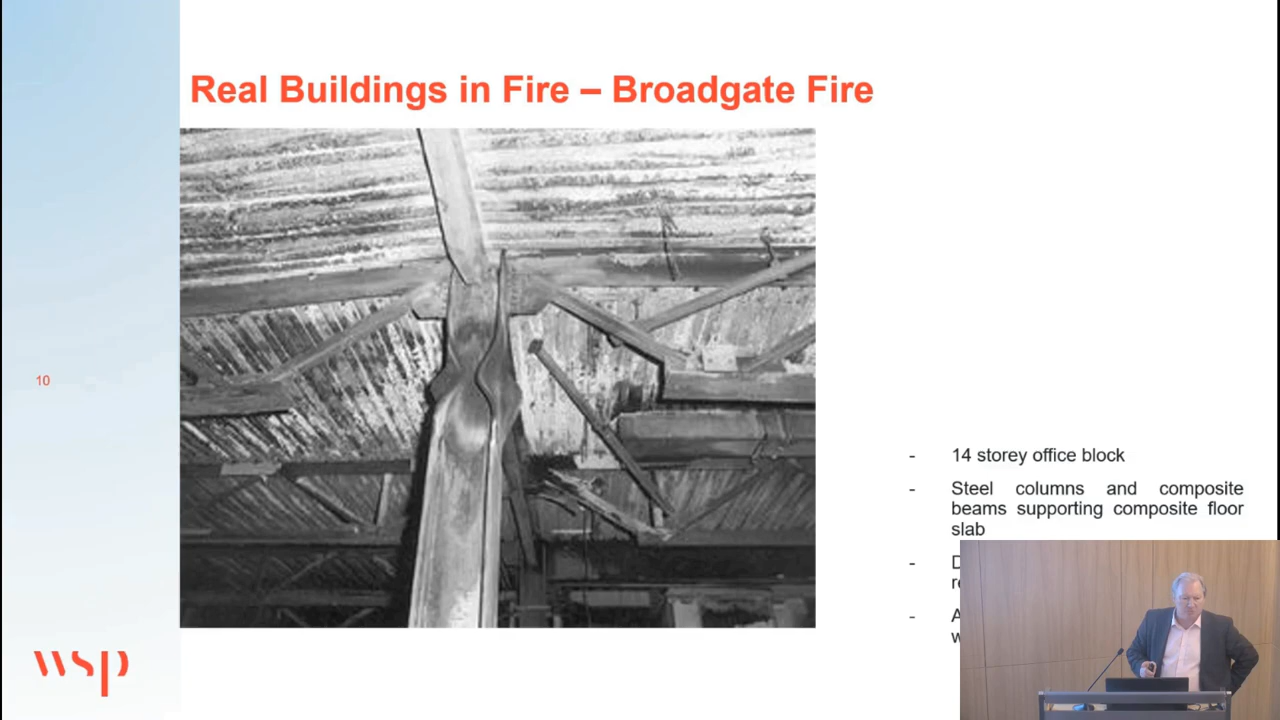 Real Buildings in Fire – Broadgate Fire
10
- 14 storey office block
- Steel columns and composite
beams supporting composite floor
slab
-
-
wsp